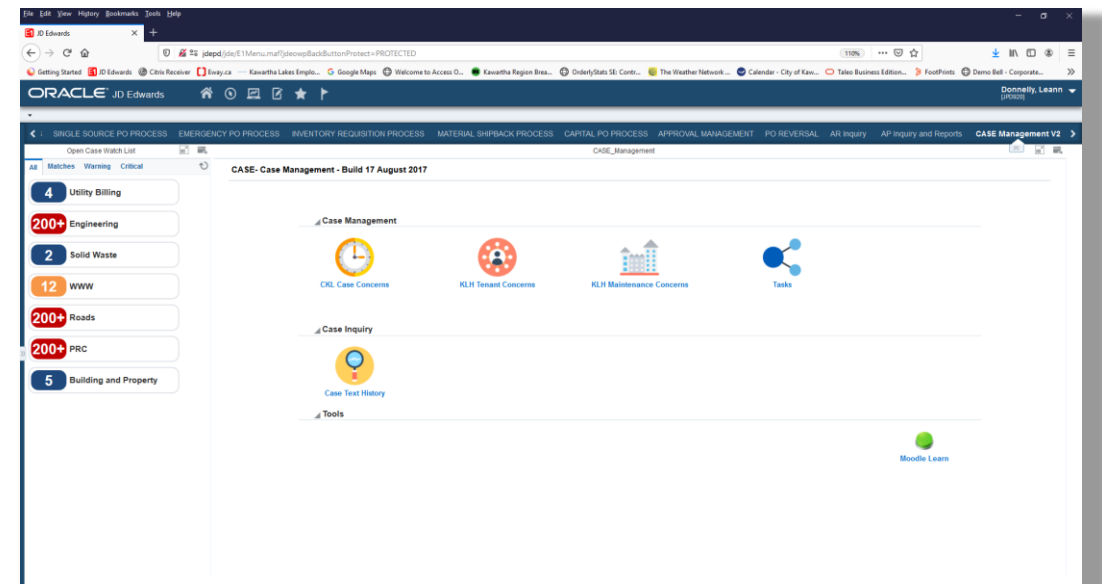 File Edit View History Bookmarks Tools Help
JD Edwards
jdepd/jde/E1Menu.maf?jdeowpBackButtonProtect=PROTECTED 110%
Getting Started JD Edwards Citrix Receiver Eway.ca Kawartha Lakes Emplo... Google Maps Welcome to Access O... Kawartha Region Brea... OrderlyStats SE: Contr... The Weather Network ... Calendar - City of Kaw... Taleo Business Edition... FootPrints Demo Bell - Corporate...
ORACLE JD Edwards Donnelly, Leann
[JPD920]
SINGLE SOURCE PO PROCESS EMERGENCY PO PROCESS INVENTORY REQUISITION PROCESS MATERIAL SHIPBACK PROCESS CAPITAL PO PROCESS APPROVAL MANAGEMENT PO REVERSAL AR Inquiry AP Inquiry and Reports CASE Management V2
Open Case Watch List CASE_Management
All Matches Warning Critical
CASE- Case Management - Build 17 August 2017
4 Utility Billing
200+ Engineering
2 Solid Waste
12 WWW
200+ Roads
200+ PRC
5 Building and Property
Case Management
CKL Case Concerns KLH Tenant Concerns KLH Maintenance Concerns Tasks
Case Inquiry
Case Text History
Tools
Moodle Learn